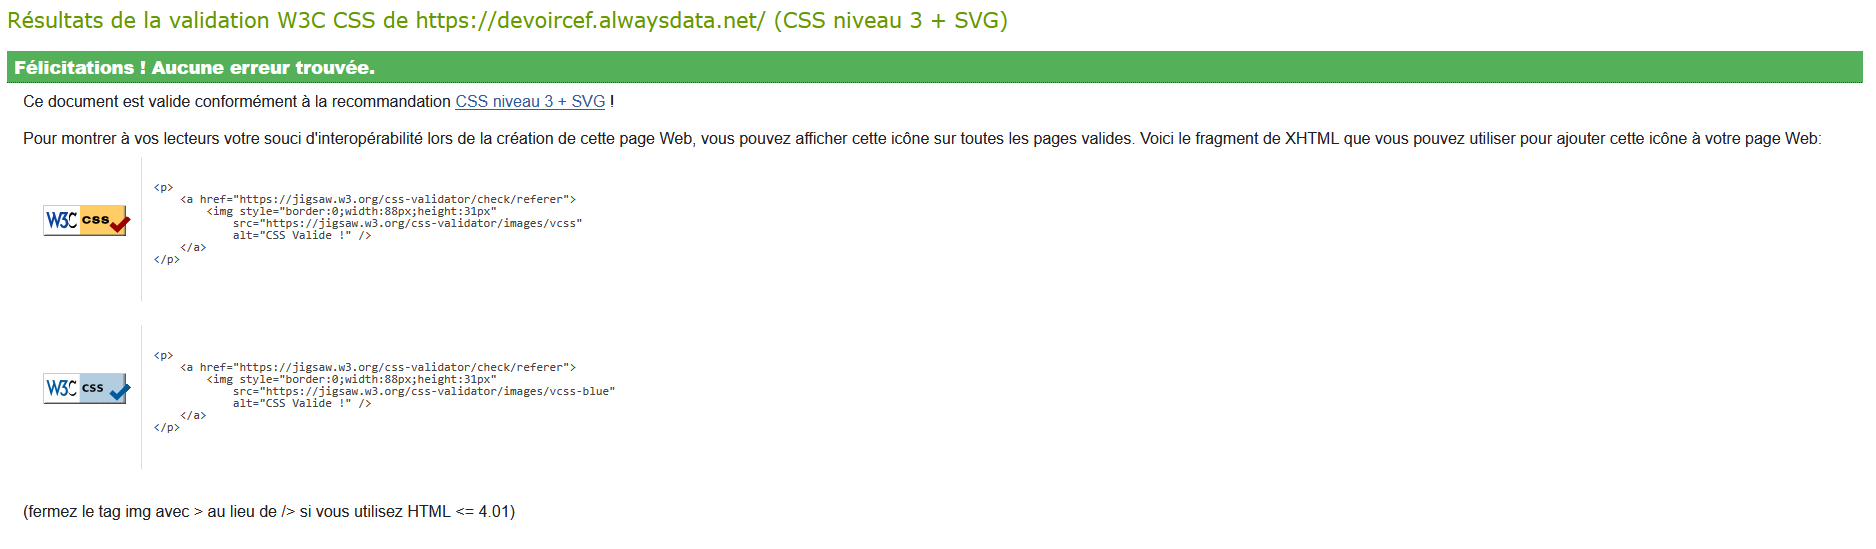 Résultats de la validation W3C CSS de https://devoircef.alwaysdata.net/ (CSS niveau 3 + SVG)
Félicitations ! Aucune erreur trouvée.
Ce document est valide conformément à la recommandation CSS niveau 3 + SVG !
Pour montrer à vos lecteurs votre souci d'interopérabilité lors de la création de cette page Web, vous pouvez afficher cette icône sur toutes les pages valides. Voici le fragment de XHTML que vous pouvez utiliser pour ajouter cette icône à votre page Web:
W3C css
<p>
    <a href="https://jigsaw.w3.org/css-validator/check/referer">
        <img style="border:0;width:88px;height:31px"
            src="https://jigsaw.w3.org/css-validator/images/vcss"
            alt="CSS Valide !" />
    </a>
</p>
W3C css
<p>
    <a href="https://jigsaw.w3.org/css-validator/check/referer">
        <img style="border:0;width:88px;height:31px"
            src="https://jigsaw.w3.org/css-validator/images/vcss-blue"
            alt="CSS Valide !" />
    </a>
</p>
(fermez le tag img avec > au lieu de /> si vous utilisez HTML <= 4.01)